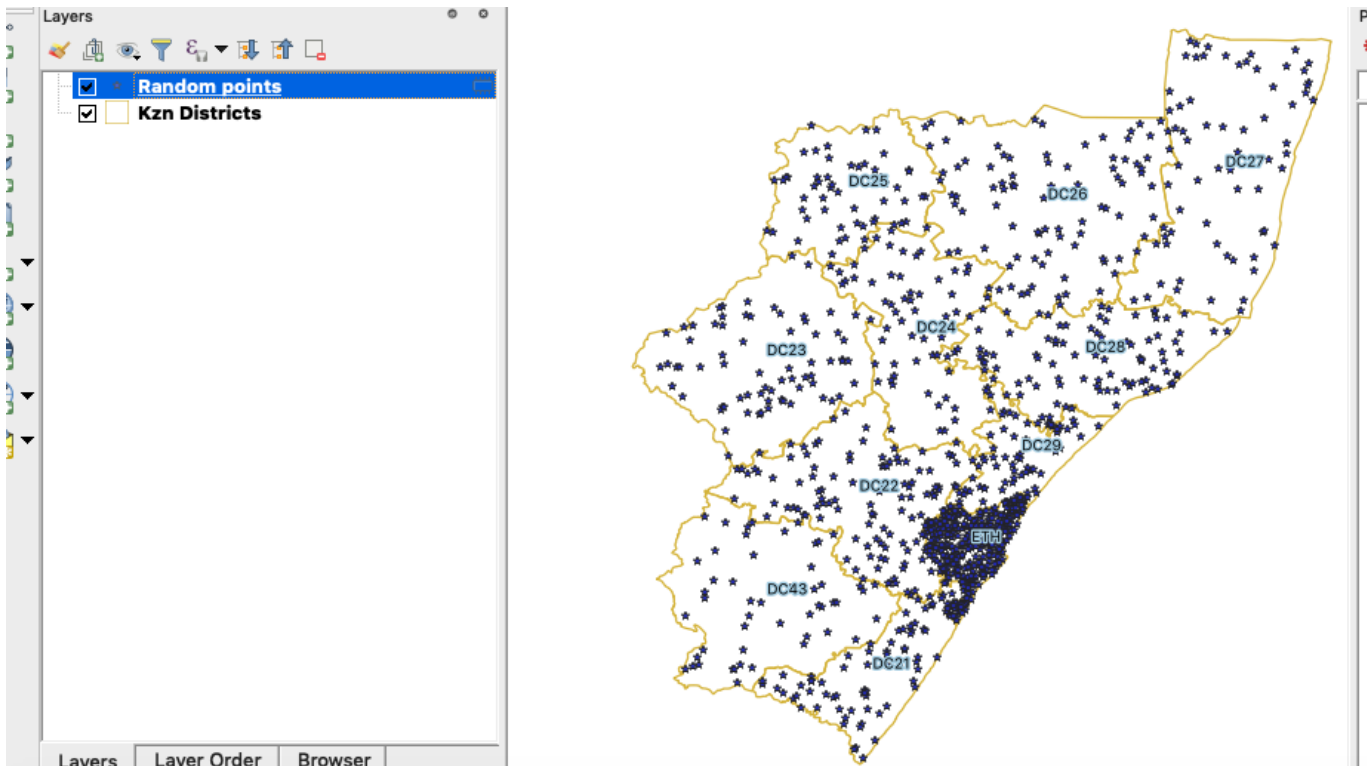 Layers
Random points
Kzn Districts
Layers
Layer Order
Browser
DC27
DC25
DC26
DC24
DC28
DC23
DC29
DC22
ETH
DC43
DC21
P